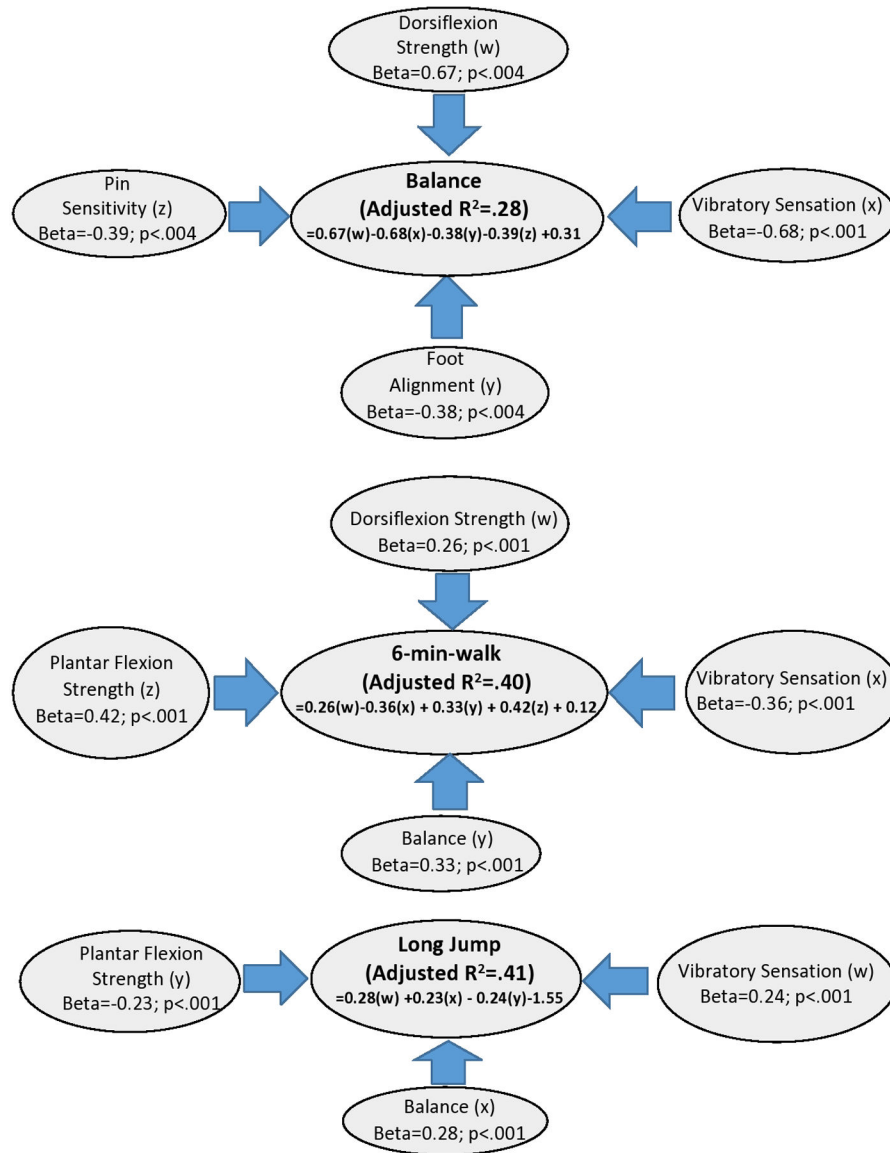 Dorsiflexion
Strength (w)
Beta=0.67; p<.004
Pin
Sensitivity (z)
Beta=-0.39; p<.004
Balance
(Adjusted R²=.28)
=0.67(w)-0.68(x)-0.38(y)-0.39(z) +0.31
Vibratory Sensation (x)
Beta=-0.68; p<.001
Foot
Alignment (y)
Beta=-0.38; p<.004
Dorsiflexion Strength (w)
Beta=0.26; p<.001
Plantar Flexion
Strength (z)
Beta=0.42; p<.001
6-min-walk
(Adjusted R²=.40)
=0.26(w)-0.36(x) + 0.33(y) + 0.42(z) + 0.12
Vibratory Sensation (x)
Beta=-0.36; p<.001
Balance (y)
Beta=0.33; p<.001
Plantar Flexion
Strength (y)
Beta=-0.23; p<.001
Long Jump
(Adjusted R²=.41)
=0.28(w) +0.23(x) - 0.24(y)-1.55
Vibratory Sensation (w)
Beta=0.24; p<.001
Balance (x)
Beta=0.28; p<.001